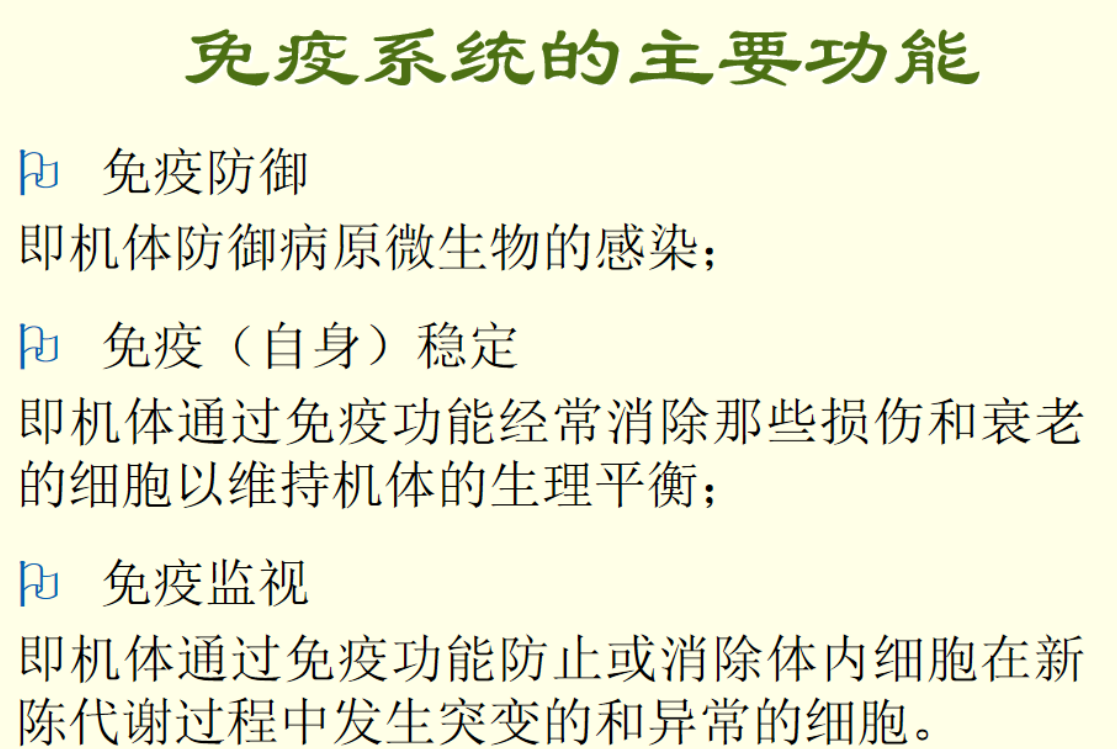 免疫系统的主要功能
免疫防御
即机体防御病原微生物的感染；
免疫（自身）稳定
即机体通过免疫功能经常消除那些损伤和衰老
的细胞以维持机体的生理平衡；
免疫监视
即机体通过免疫功能防止或消除体内细胞在新
陈代谢过程中发生突变的和异常的细胞。